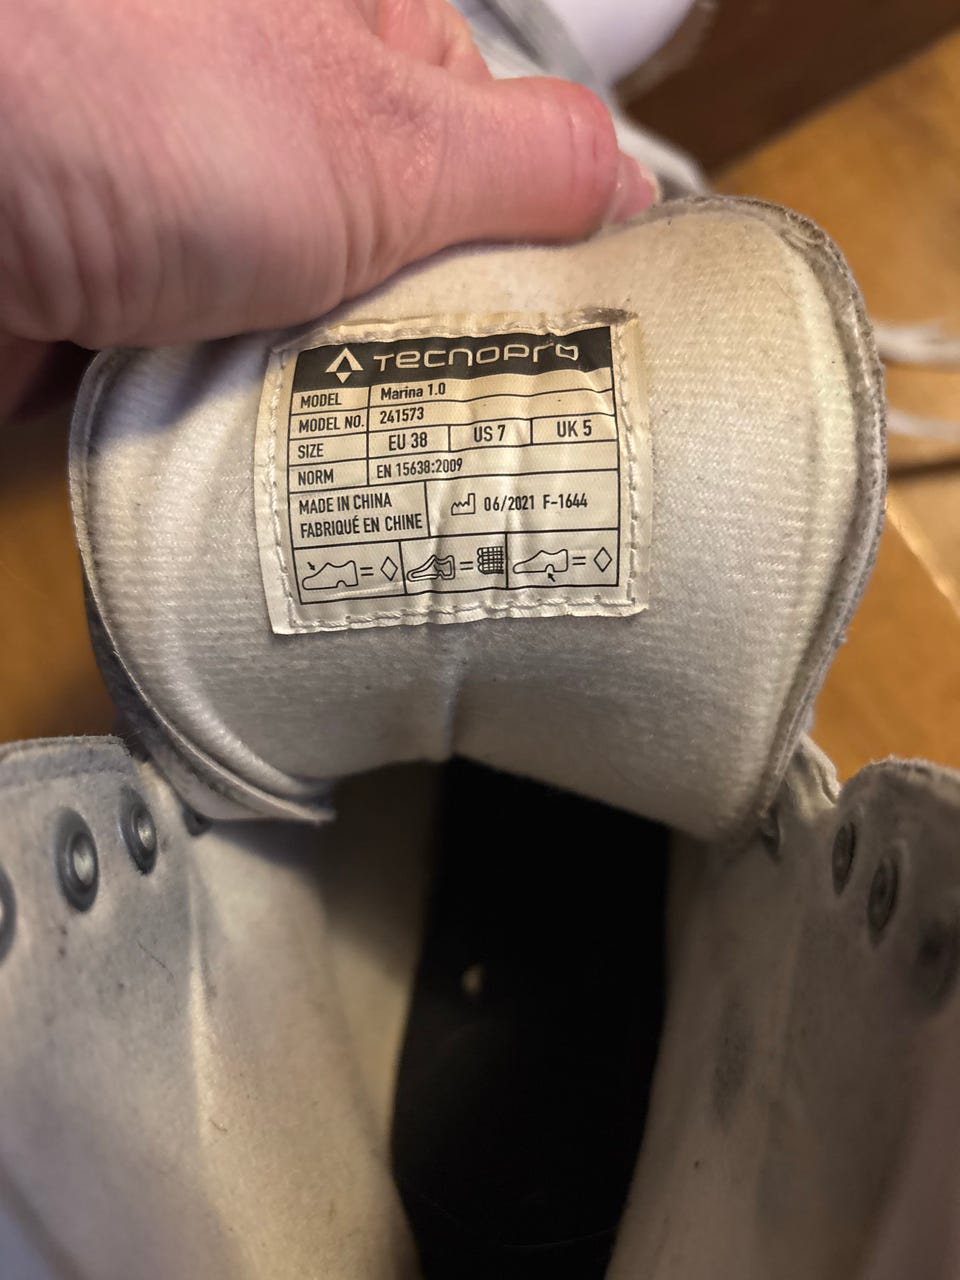 TECNOPRO
MODEL Marina 1.0
MODEL NO. 241573
SIZE EU 38 US 7 UK 5
NORM EN 15638:2009
MADE IN CHINA
FABRIQUÉ EN CHINE
06/2021 F-1644
= = =